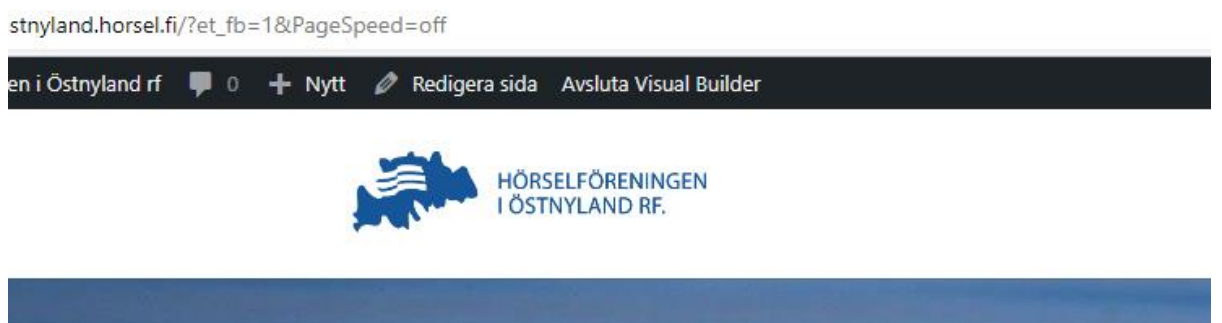 stnyland.horsel.fi/?et_fb=1&PageSpeed=off
en i Östnyland rf 0 + Nytt Redigera sida Avsluta Visual Builder
HÖRSELFÖRENINGEN
I ÖSTNYLAND RF.